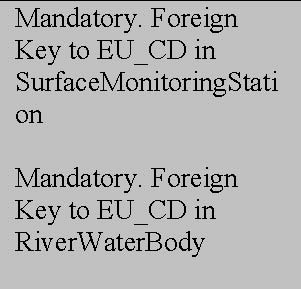 Mandatory. Foreign
Key to EU_CD in
SurfaceMonitoringStati
on
Mandatory. Foreign
Key to EU_CD in
RiverWaterBody